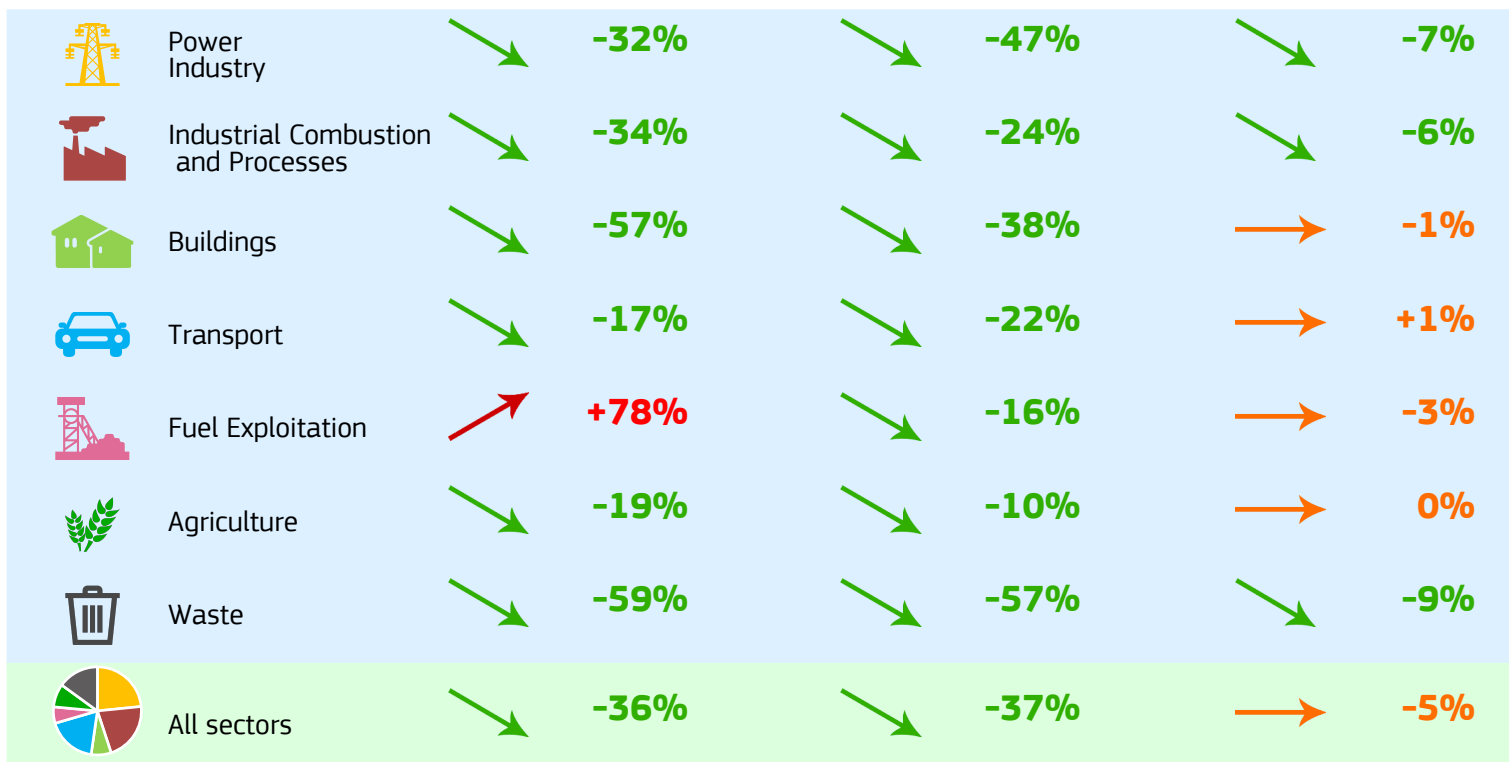 Power
Industry
-32%
-47%
-7%
Industrial Combustion
and Processes
-34%
-24%
-6%
Buildings
-57%
-38%
-1%
Transport
-17%
-22%
+1%
Fuel Exploitation
+78%
-16%
-3%
Agriculture
-19%
-10%
0%
Waste
-59%
-57%
-9%
All sectors
-36%
-37%
-5%